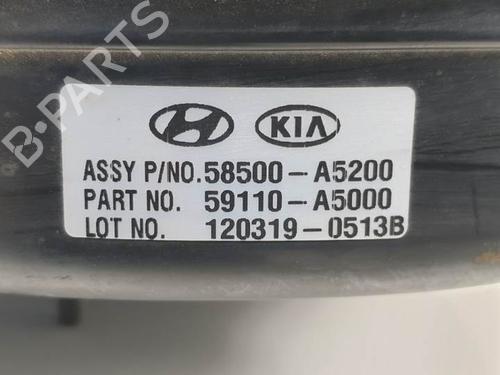 B-PARTS
KIA
ASSY P/NO. 58500-A5200
PART NO. 59110-A5000
LOT NO. 120319-0513B